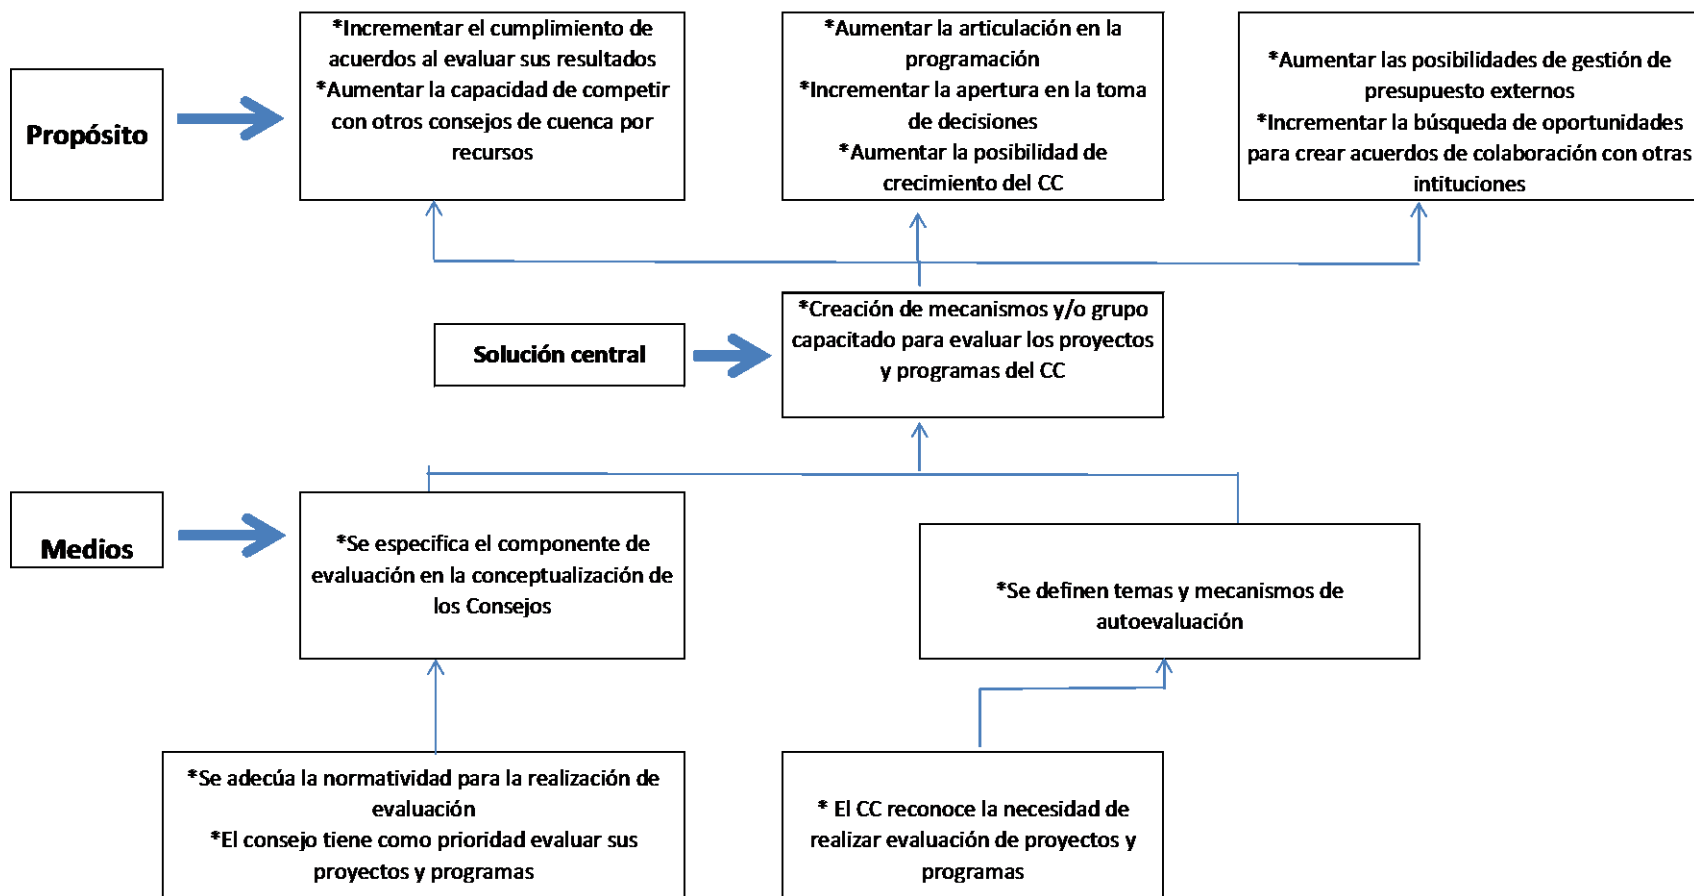 Propósito
*Incrementar el cumplimiento de
acuerdos al evaluar sus resultados
*Aumentar la capacidad de competir
con otros consejos de cuenca por
recursos
*Aumentar la articulación en la
programación
*Incrementar la apertura en la toma
de decisiones
*Aumentar la posibilidad de
crecimiento del CC
*Aumentar las posibilidades de gestión de
presupuesto externos
*Incrementar la búsqueda de oportunidades
para crear acuerdos de colaboración con otras
intituciones
Solución central
*Creación de mecanismos y/o grupo
capacitado para evaluar los proyectos
y programas del CC
Medios
*Se especifica el componente de
evaluación en la conceptualización de
los Consejos
*Se definen temas y mecanismos de
autoevaluación
*Se adecúa la normatividad para la realización de
evaluación
*El consejo tiene como prioridad evaluar sus
proyectos y programas
* El CC reconoce la necesidad de
realizar evaluación de proyectos y
programas